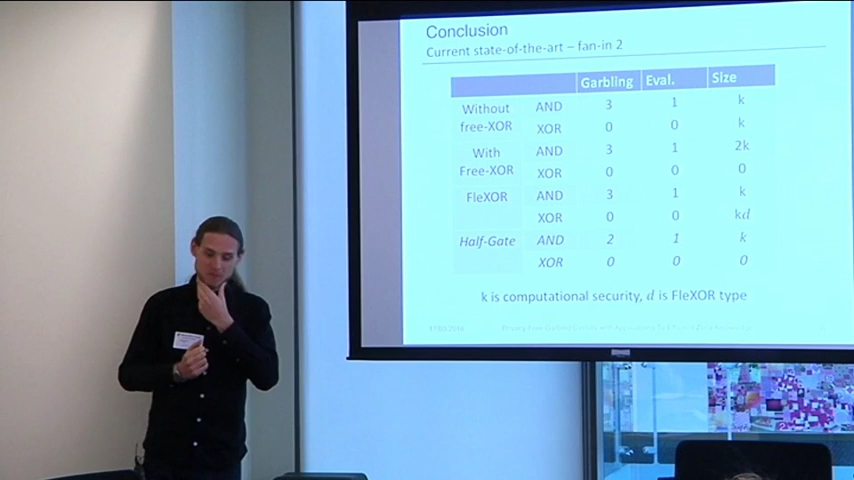 Conclusion
Current state-of-the-art – fan-in 2
Garbling Eval. Size
Without free-XOR AND 3 1 k
XOR 0 0 k
With Free-XOR AND 3 1 2k
XOR 0 0 0
FleXOR AND 3 1 k
XOR 0 0 kd
Half-Gate AND 2 1 k
XOR 0 0 0
k is computational security, d is FleXOR type